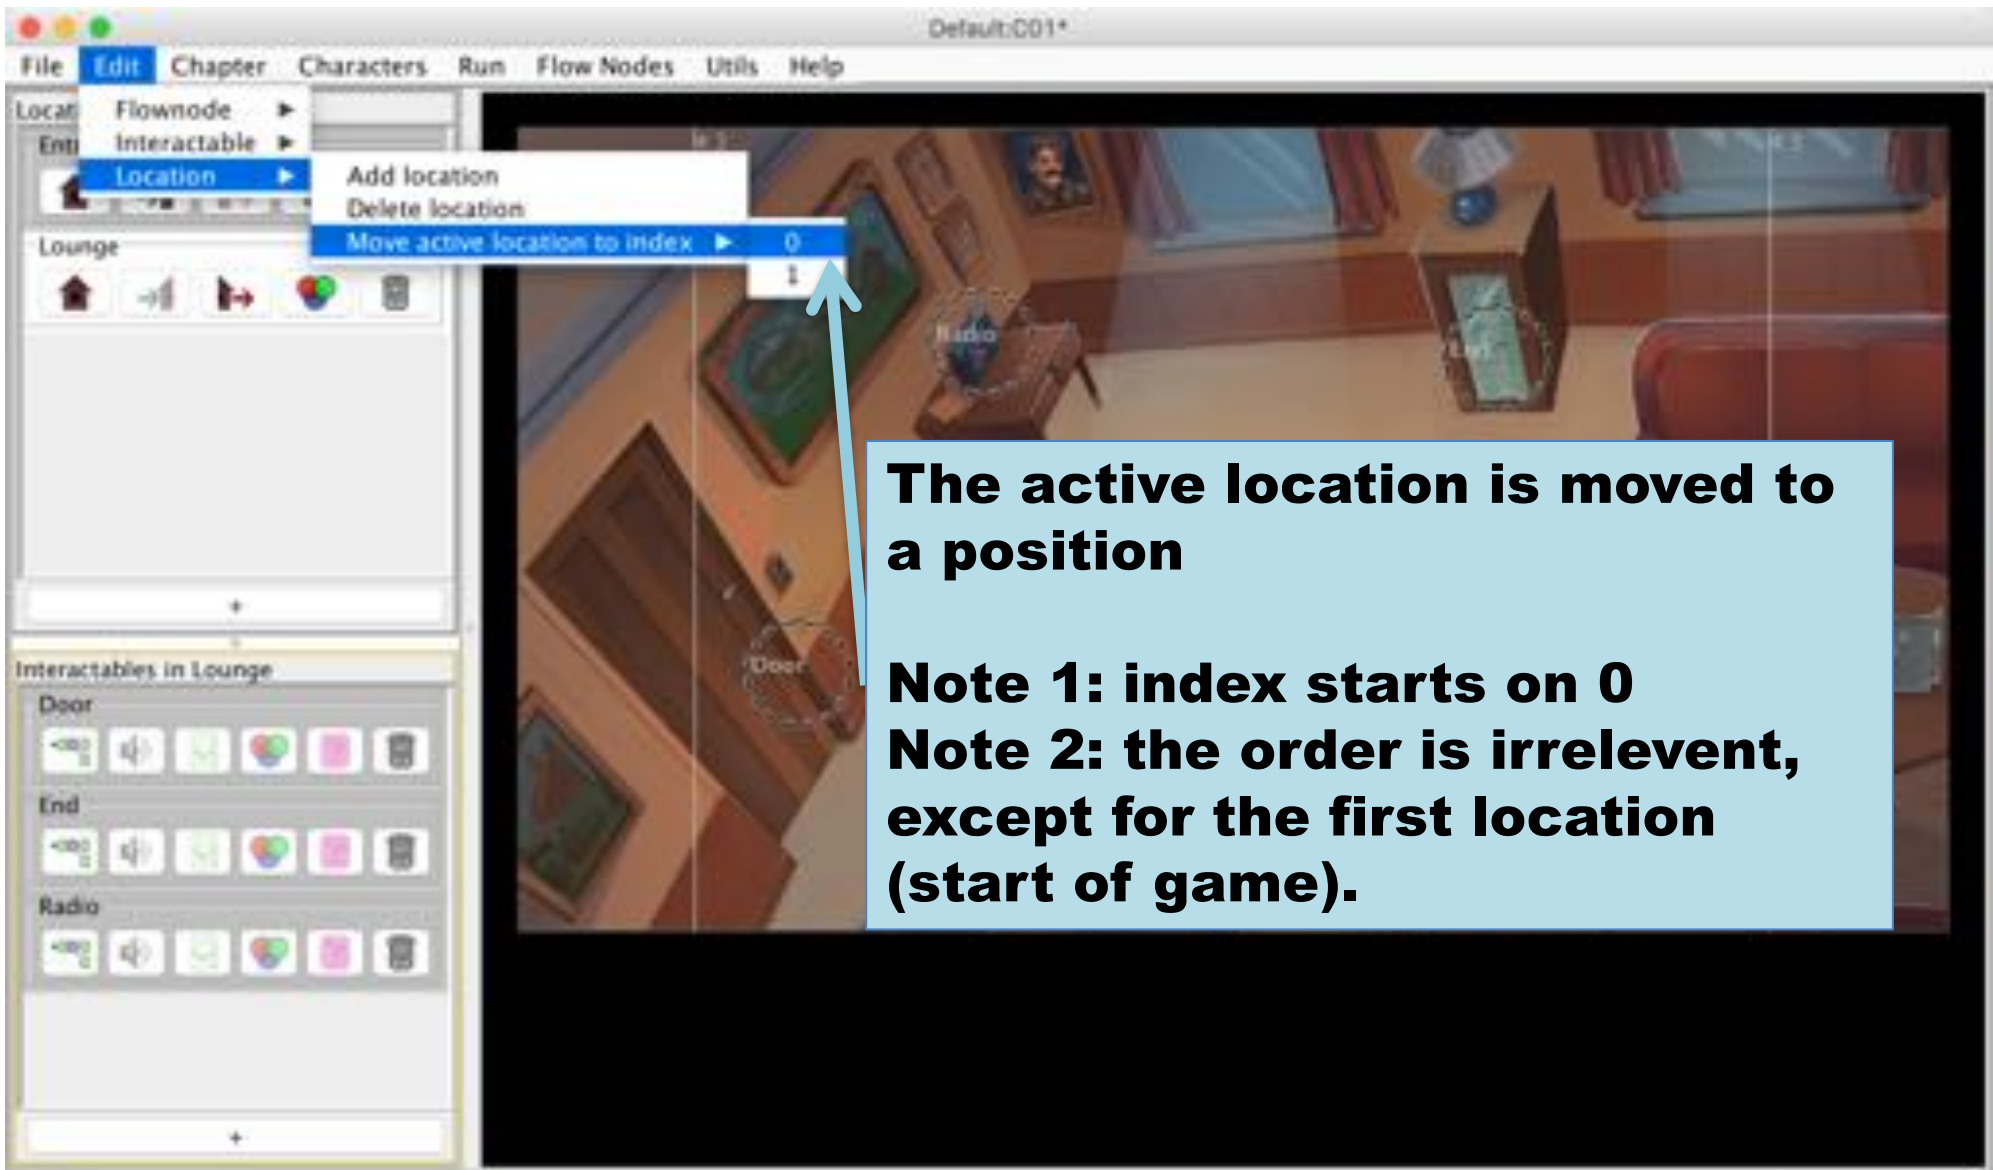 Default:C01*
File Edit Chapter Characters Run Flow Nodes Utils Help
Locat
Flownode
Interactable
Location
Add location
Delete location
Move active location to index
0
1
Lounge
+
Interactables in Lounge
Door
End
Radio
+
Radio
Door
The active location is moved to
a position
Note 1: index starts on 0
Note 2: the order is irrelevent,
except for the first location
(start of game).